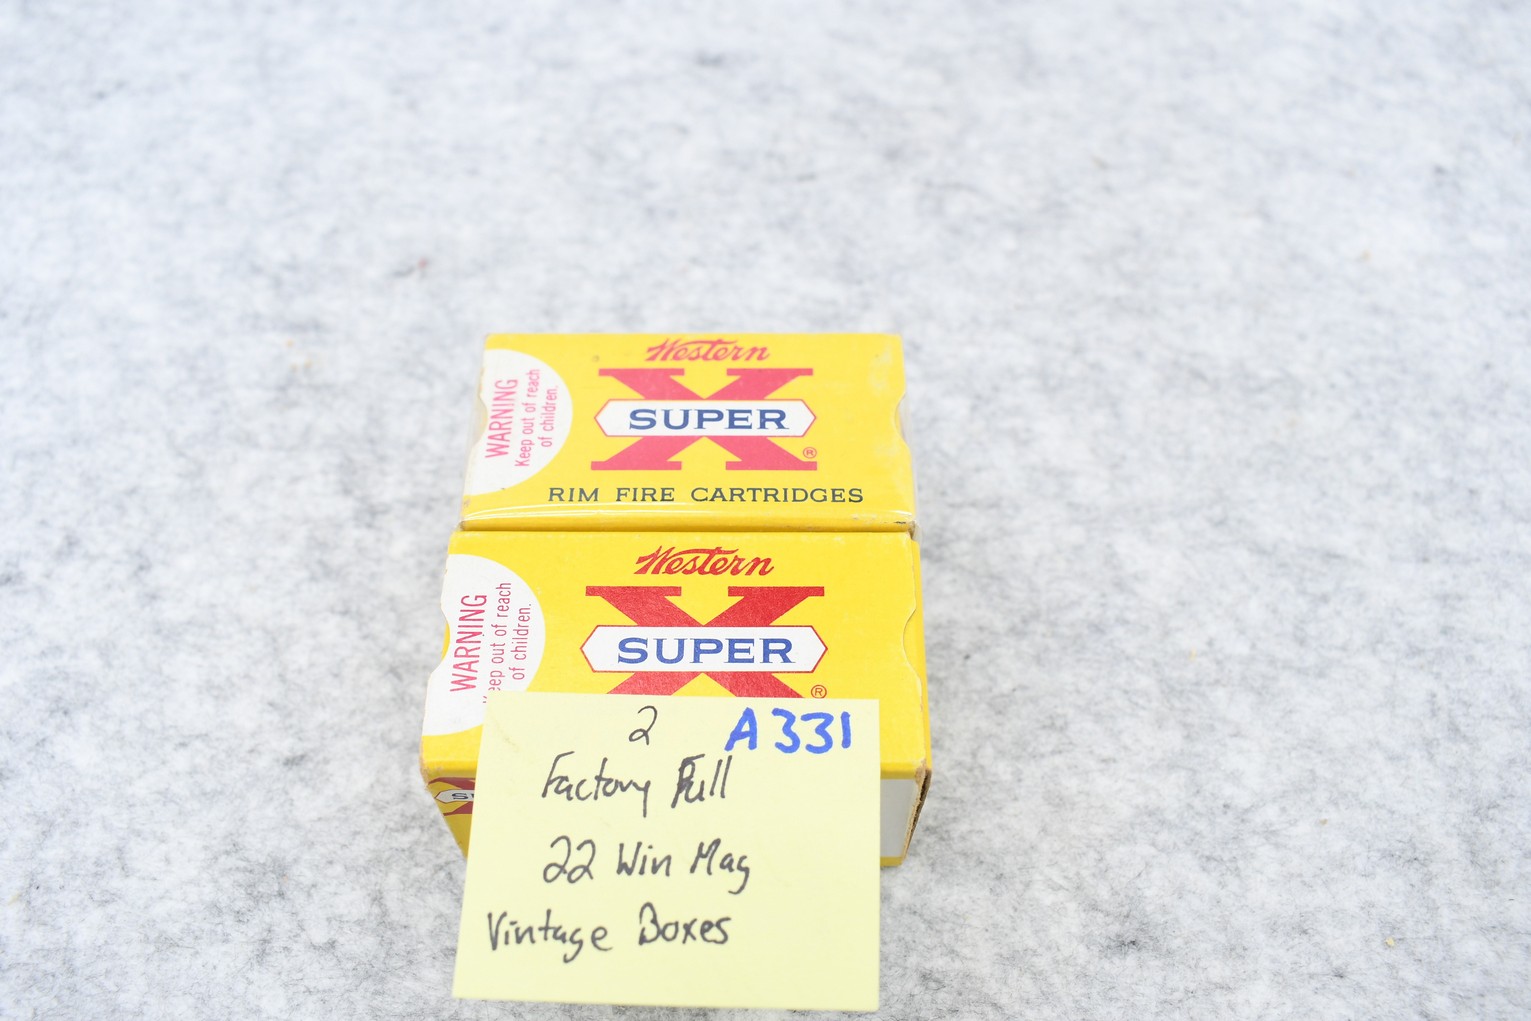 Western
X
SUPER
®
RIM FIRE CARTRIDGES
WARNING
Keep out of reach
of children.
Western
X
SUPER
®
WARNING
eep out of reach
of children.
2 A331
Factory Full
22 Win Mag
Vintage Boxes